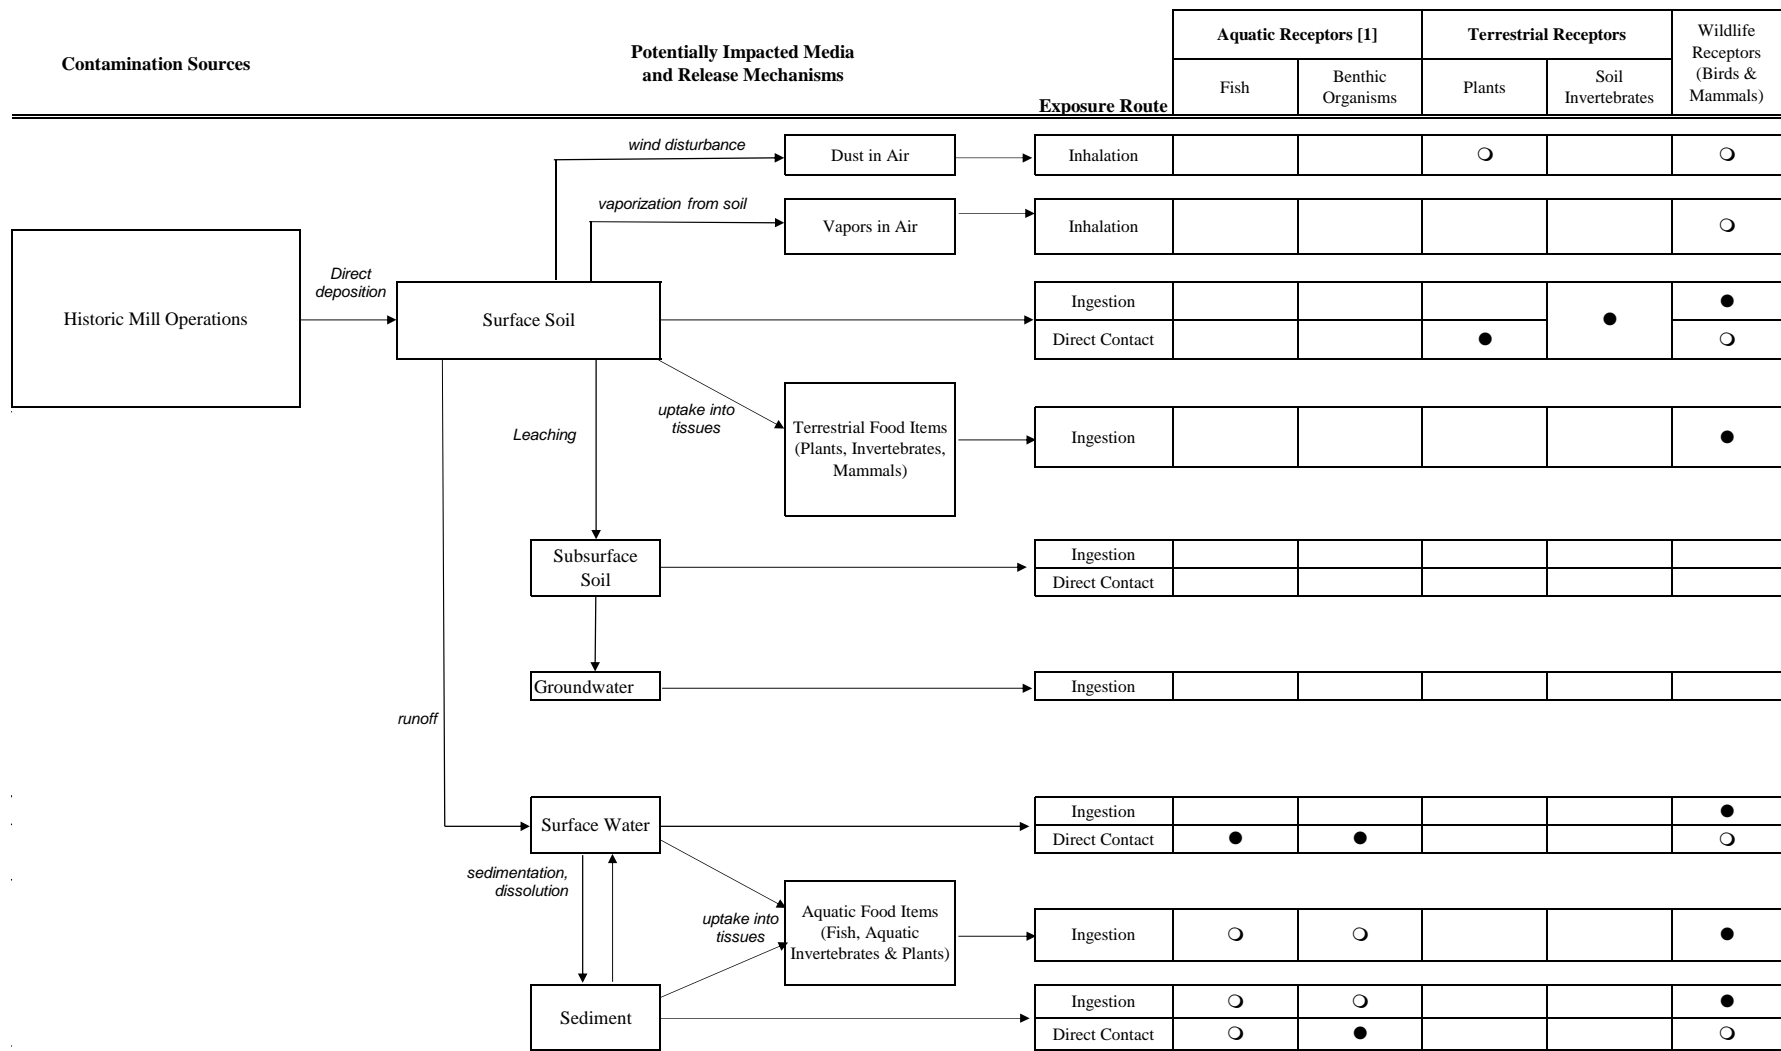 Contamination Sources
Potentially Impacted Media
and Release Mechanisms
Exposure Route
Aquatic Receptors [1]
Terrestrial Receptors
Wildlife
Receptors
(Birds &
Mammals)
Fish
Benthic
Organisms
Plants
Soil
Invertebrates
wind disturbance
Dust in Air
Inhalation
vaporization from soil
Vapors in Air
Inhalation
Historic Mill Operations
Direct
deposition
Surface Soil
Ingestion
Direct Contact
Leaching
uptake into
tissues
Terrestrial Food Items
(Plants, Invertebrates,
Mammals)
Ingestion
Subsurface
Soil
Ingestion
Direct Contact
Groundwater
Ingestion
runoff
Surface Water
Ingestion
Direct Contact
sedimentation,
dissolution
uptake into
tissues
Aquatic Food Items
(Fish, Aquatic
Invertebrates & Plants)
Ingestion
Sediment
Ingestion
Direct Contact